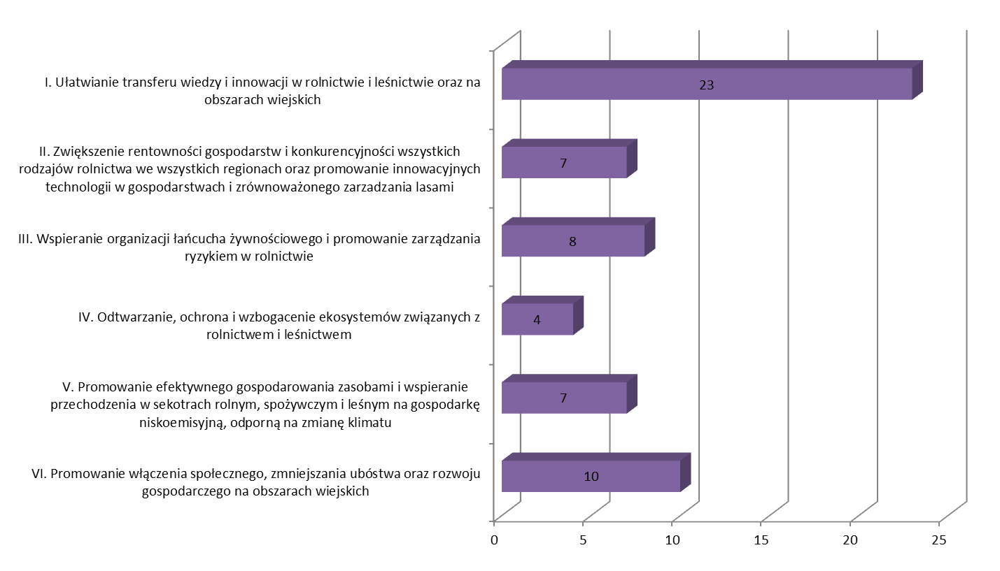 I. Ułatwianie transferu wiedzy i innowacji w rolnictwie i leśnictwie oraz na
obszarach wiejskich
23
II. Zwiększenie rentowności gospodarstw i konkurencyjności wszystkich
rodzajów rolnictwa we wszystkich regionach oraz promowanie innowacyjnych
technologii w gospodarstwach i zrównoważonego zarzadzania lasami
7
III. Wspieranie organizacji łańcucha żywnościowego i promowanie zarządzania
ryzykiem w rolnictwie
8
IV. Odtwarzanie, ochrona i wzbogacenie ekosystemów związanych z
rolnictwem i leśnictwem
4
V. Promowanie efektywnego gospodarowania zasobami i wspieranie
przechodzenia w sekotrach rolnym, spożywczym i leśnym na gospodarkę
niskoemisyjną, odporną na zmianę klimatu
7
VI. Promowanie włączenia społecznego, zmniejszania ubóstwa oraz rozwoju
gospodarczego na obszarach wiejskich
10
0 5 10 15 20 25